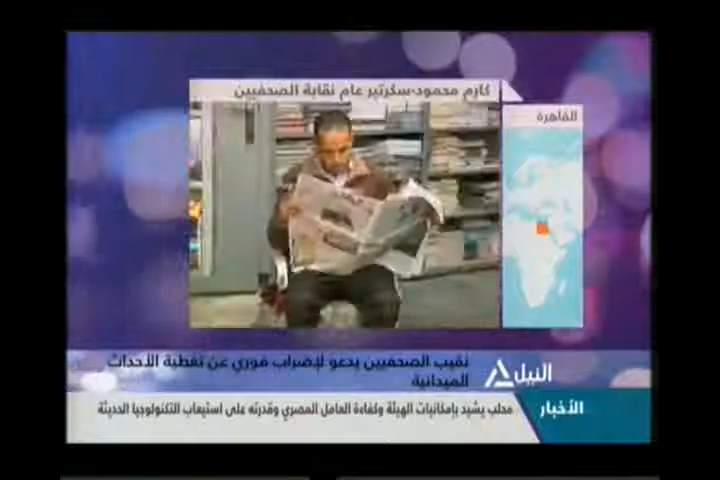 كارم محمود-سكرتير عام نقابة الصحفيين
القاهرة
نقيب الصحفيين يدعو لإضراب فوري عن تغطية الأحداث
الميدانية
النيل
الأخبار
محلب يشيد بإمكانيات الهيئة وكفاءة العامل المصري وقدرته على استيعاب التكنولوجيا الحديثة